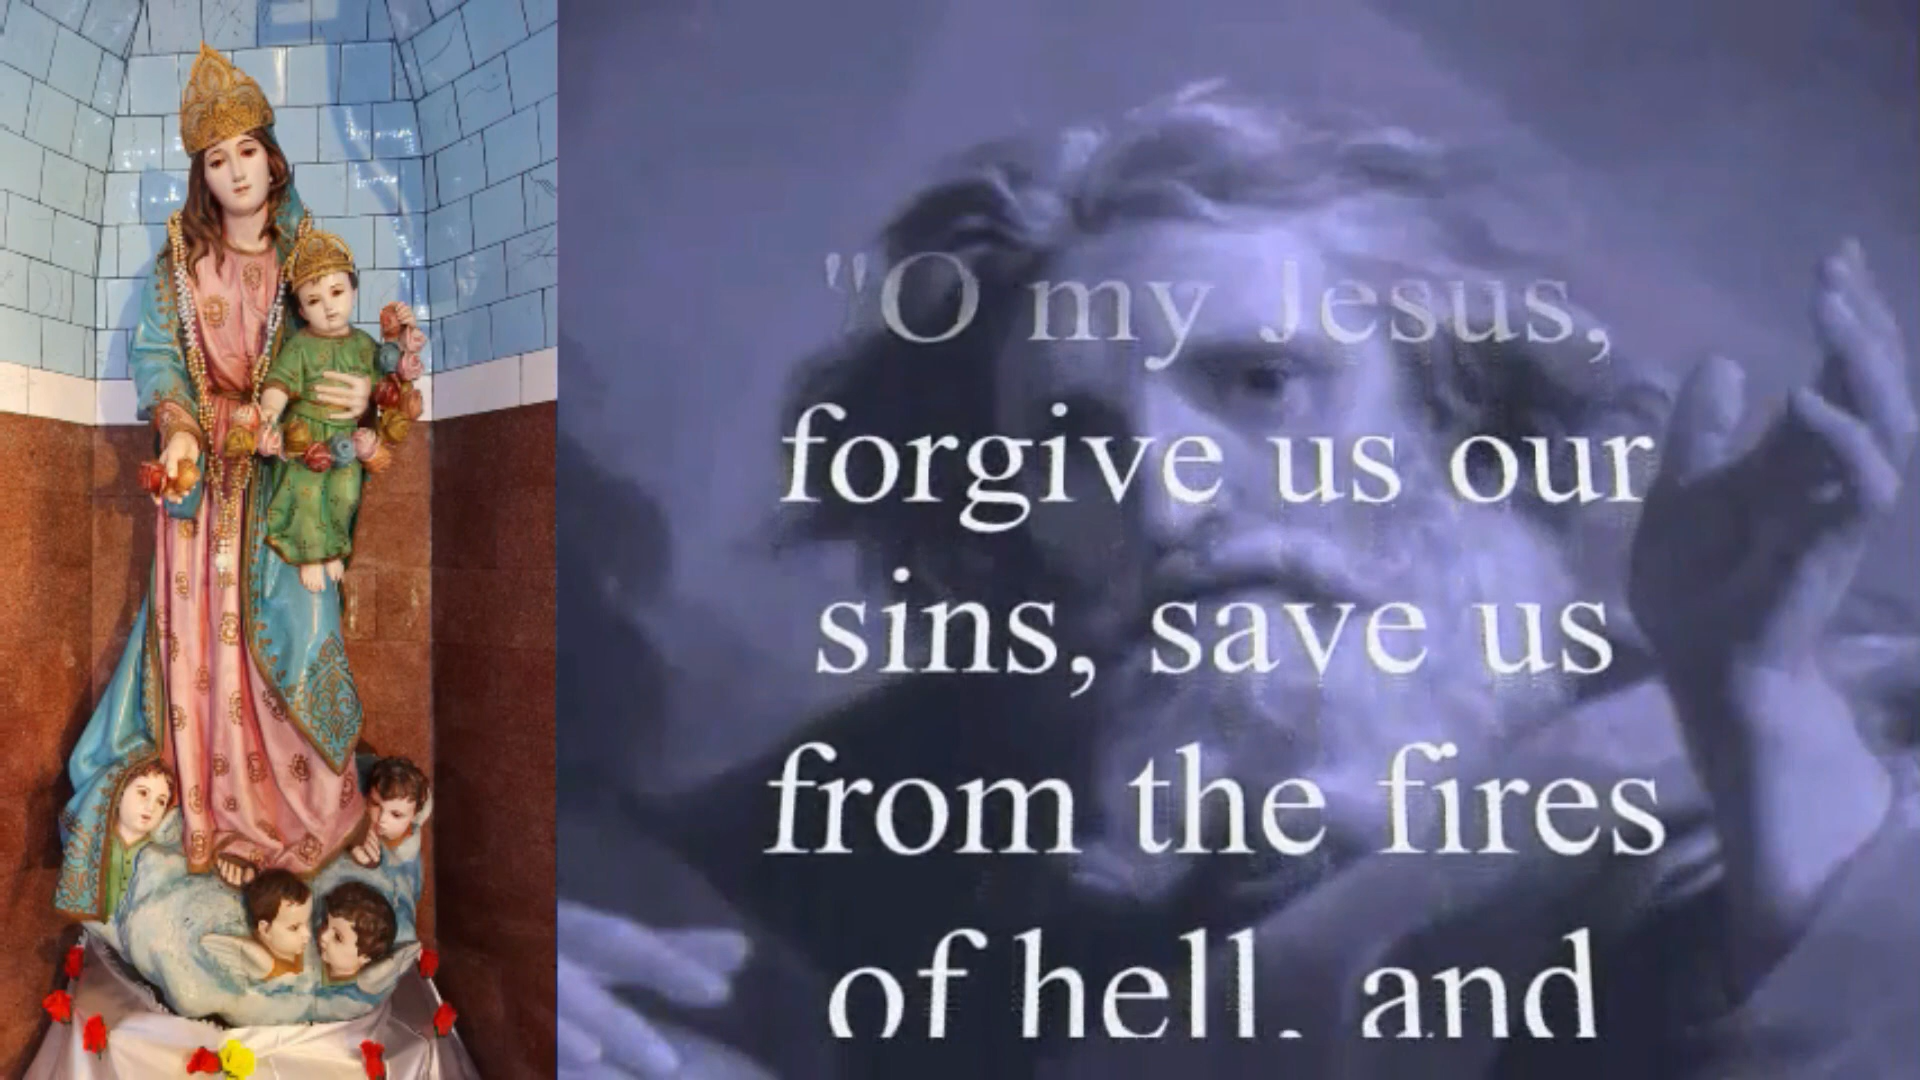 "O my Jesus,
forgive us our
sins, save us
from the fires
of hell, and